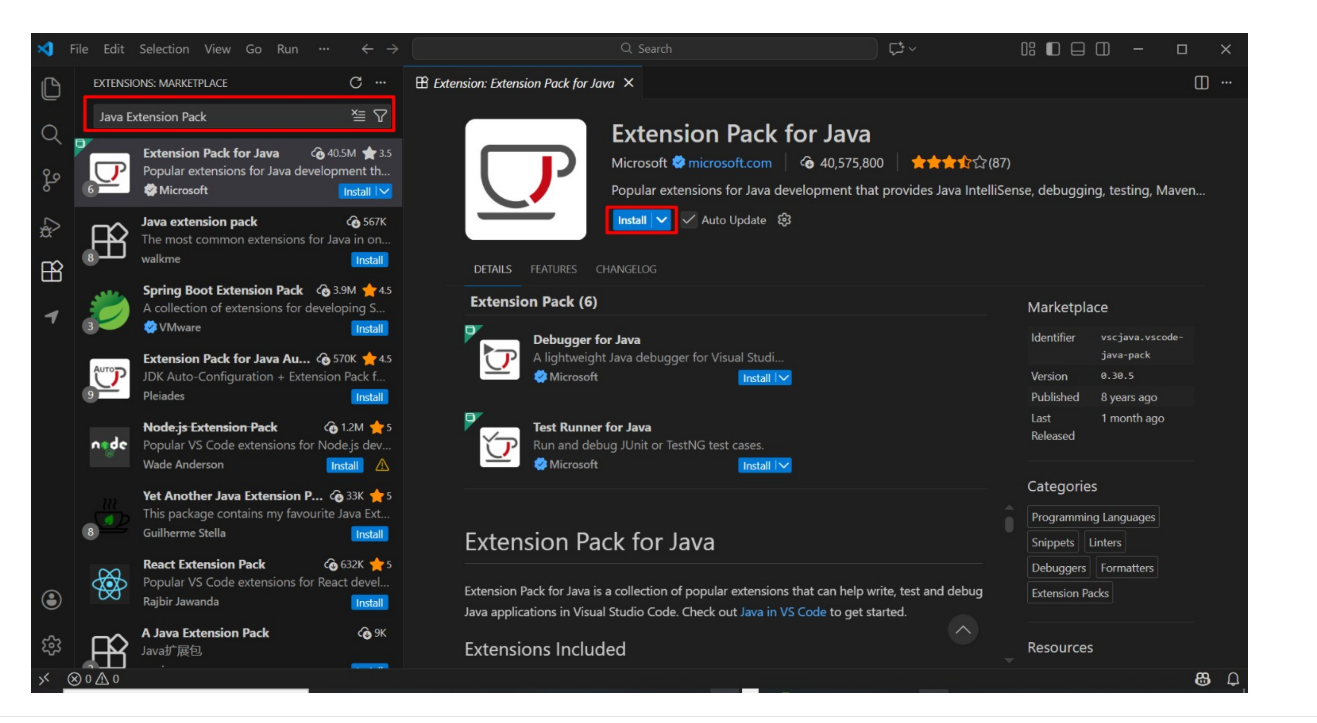 File Edit Selection View Go Run ··· ← → Search
EXTENSIONS: MARKETPLACE
Java Extension Pack
Extension Pack for Java 40.5M 3.5
Popular extensions for Java development th...
6
Microsoft Install
Java extension pack 567K
The most common extensions for Java in on...
8
walkme Install
Spring Boot Extension Pack 3.9M 4.5
A collection of extensions for developing S...
3
VMware Install
Extension Pack for Java Au... 570K 4.5
AUTO
JDK Auto-Configuration + Extension Pack f...
9
Pleiades Install
Node.js Extension Pack 1.2M 5
node
Popular VS Code extensions for Node.js dev...
Wade Anderson Install
Yet Another Java Extension P... 33K 5
This package contains my favourite Java Ext...
8
Guilherme Stella Install
React Extension Pack 632K 5
Popular VS Code extensions for React devel...
Rajbir Jawanda Install
A Java Extension Pack 9K
Java扩展包
0 0
Extension: Extension Pack for Java
Extension Pack for Java
Microsoft microsoft.com | 40,575,800 | (87)
Popular extensions for Java development that provides Java IntelliSense, debugging, testing, Maven...
Install Auto Update
DETAILS FEATURES CHANGELOG
Extension Pack (6)
Debugger for Java
A lightweight Java debugger for Visual Studi...
Microsoft Install
Test Runner for Java
Run and debug JUnit or TestNG test cases.
Microsoft Install
Extension Pack for Java
Extension Pack for Java is a collection of popular extensions that can help write, test and debug
Java applications in Visual Studio Code. Check out Java in VS Code to get started.
Extensions Included
Marketplace
Identifier vscjava.vscode-
java-pack
Version 0.30.5
Published 8 years ago
Last 1 month ago
Released
Categories
Programming Languages
Snippets Linters
Debuggers Formatters
Extension Packs
Resources